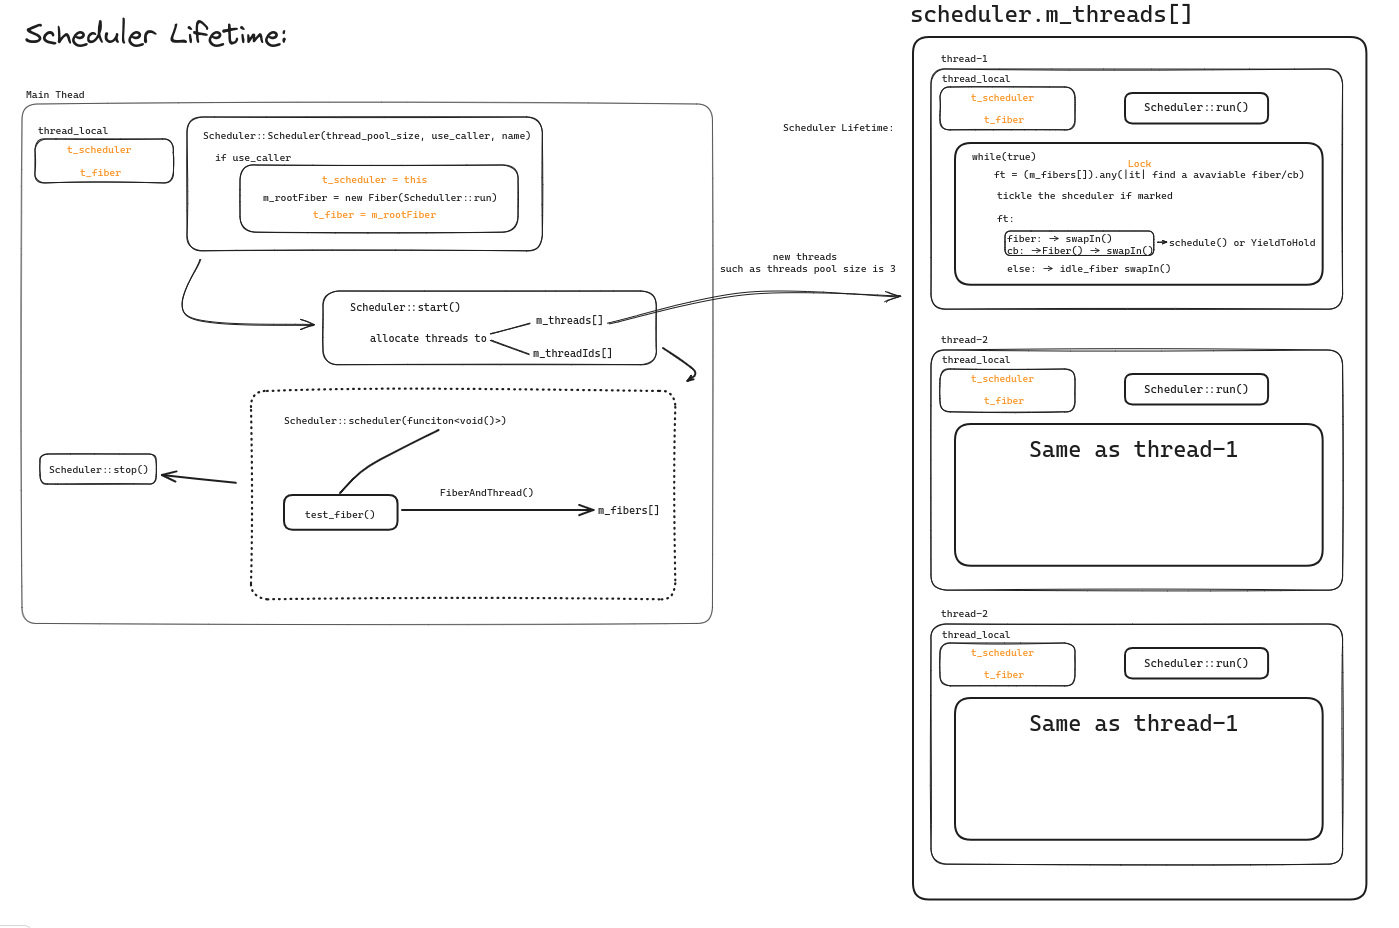 Scheduler Lifetime:
Main Thead
thread_local
t_scheduler
t_fiber
Scheduler::Scheduler(thread_pool_size, use_caller, name)
if use_caller
t_scheduler = this
m_rootFiber = new Fiber(Scheduller::run)
t_fiber = m_rootFiber
Scheduler::start()
allocate threads to
m_threads[]
m_threadIds[]
Scheduler::scheduler(funciton<void()>)
test_fiber()
FiberAndThread()
m_fibers[]
Scheduler::stop()
Scheduler Lifetime:
new threads
such as threads pool size is 3
scheduler.m_threads[]
thread-1
thread_local
t_scheduler
t_fiber
Scheduler::run()
while(true)
Lock
ft = (m_fibers[]).any(|it| find a avaviable fiber/cb)
tickle the shceduler if marked
ft:
fiber: -> swapIn()
cb: ->Fiber() -> swapIn()
->schedule() or YieldToHold
else: -> idle_fiber swapIn()
thread-2
thread_local
t_scheduler
t_fiber
Scheduler::run()
Same as thread-1
thread-2
thread_local
t_scheduler
t_fiber
Scheduler::run()
Same as thread-1